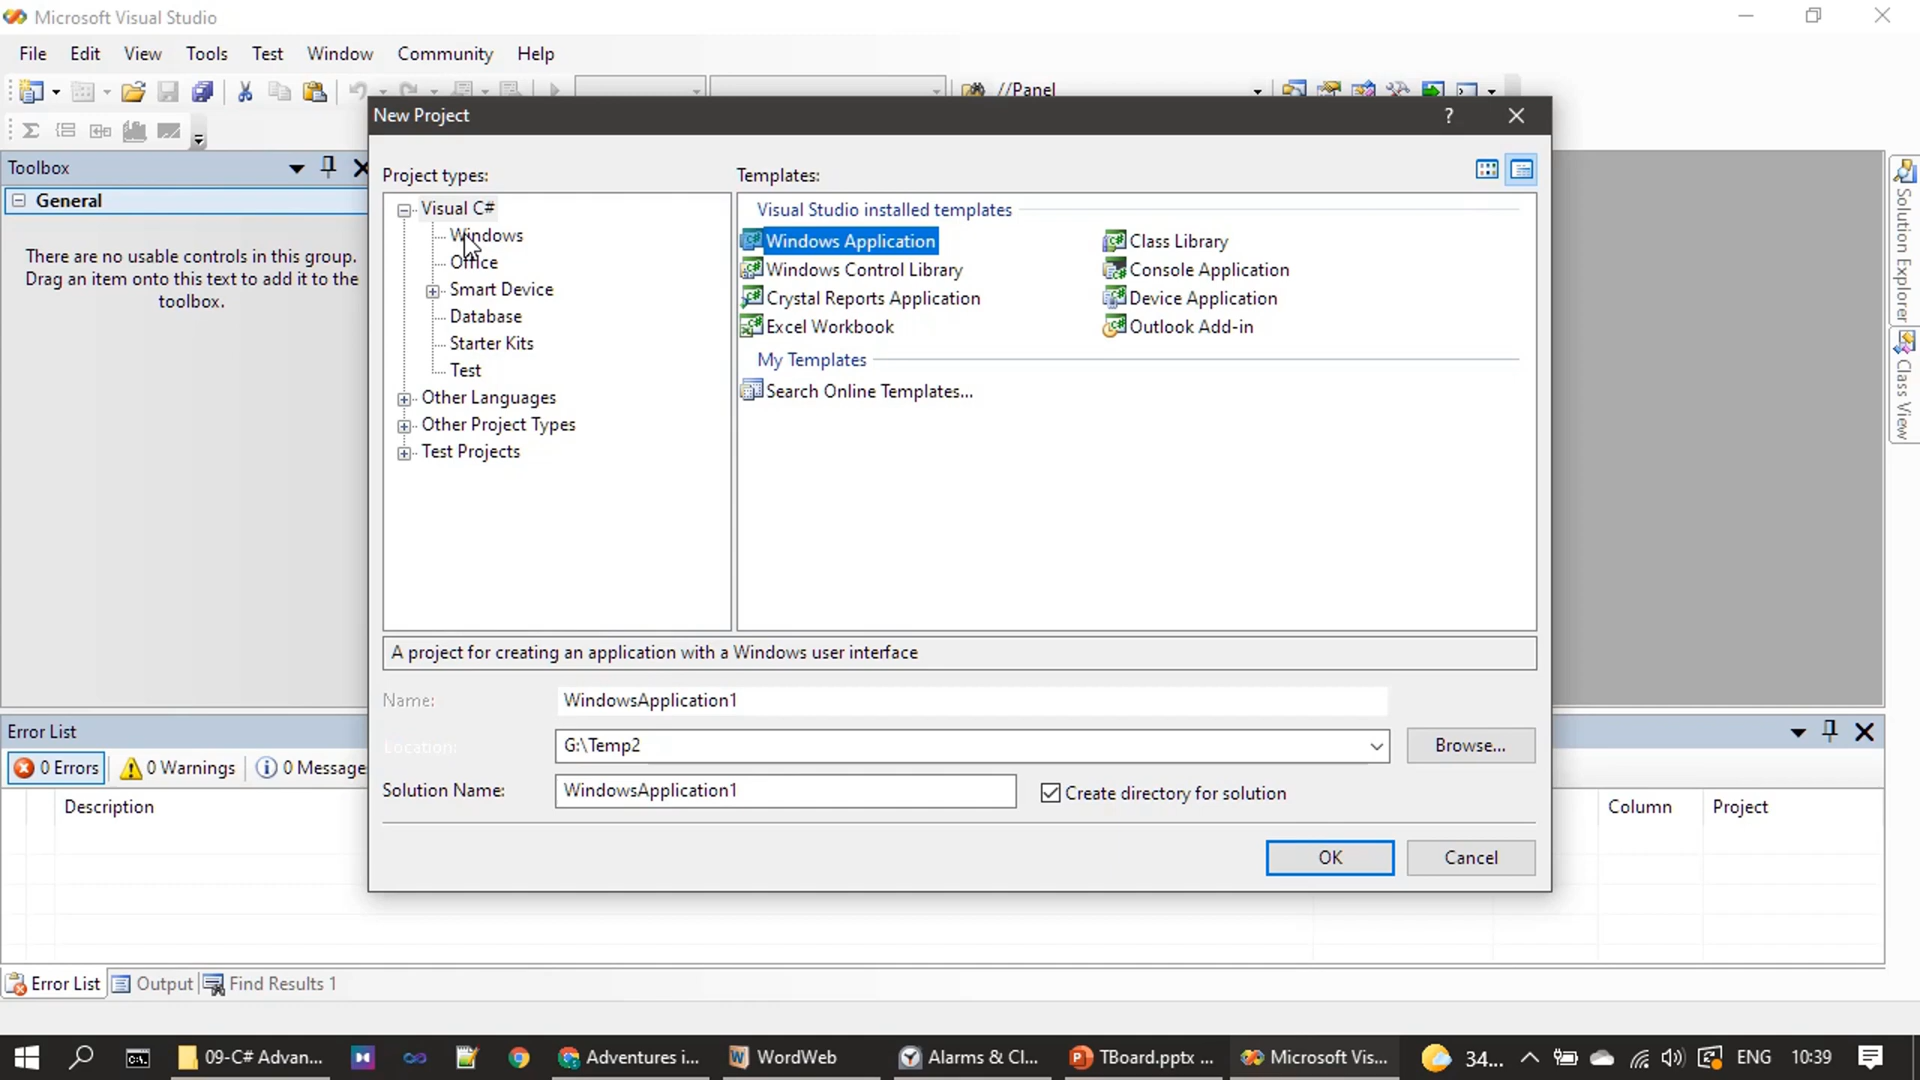 Microsoft Visual Studio
File Edit View Tools Test Window Community Help
//Panel
New Project
?
Toolbox
General
There are no usable controls in this group.
Drag an item onto this text to add it to the
toolbox.
Project types:
Visual C#
Windows
Office
Smart Device
Database
Starter Kits
Test
Other Languages
Other Project Types
Test Projects
Templates:
Visual Studio installed templates
Windows Application
Class Library
Windows Control Library
Console Application
Crystal Reports Application
Device Application
Excel Workbook
Outlook Add-in
My Templates
Search Online Templates...
A project for creating an application with a Windows user interface
Name: WindowsApplication1
Location: G:\Temp2 Browse...
Solution Name: WindowsApplication1 Create directory for solution
OK Cancel
Solution Explorer
Class View
Error List
0 Errors 0 Warnings 0 Message
Description Column Project
Error List Output Find Results 1
09-C# Advan... Adventures i... WordWeb Alarms & Cl... TBoard.pptx ... Microsoft Vis... 34... ENG 10:39